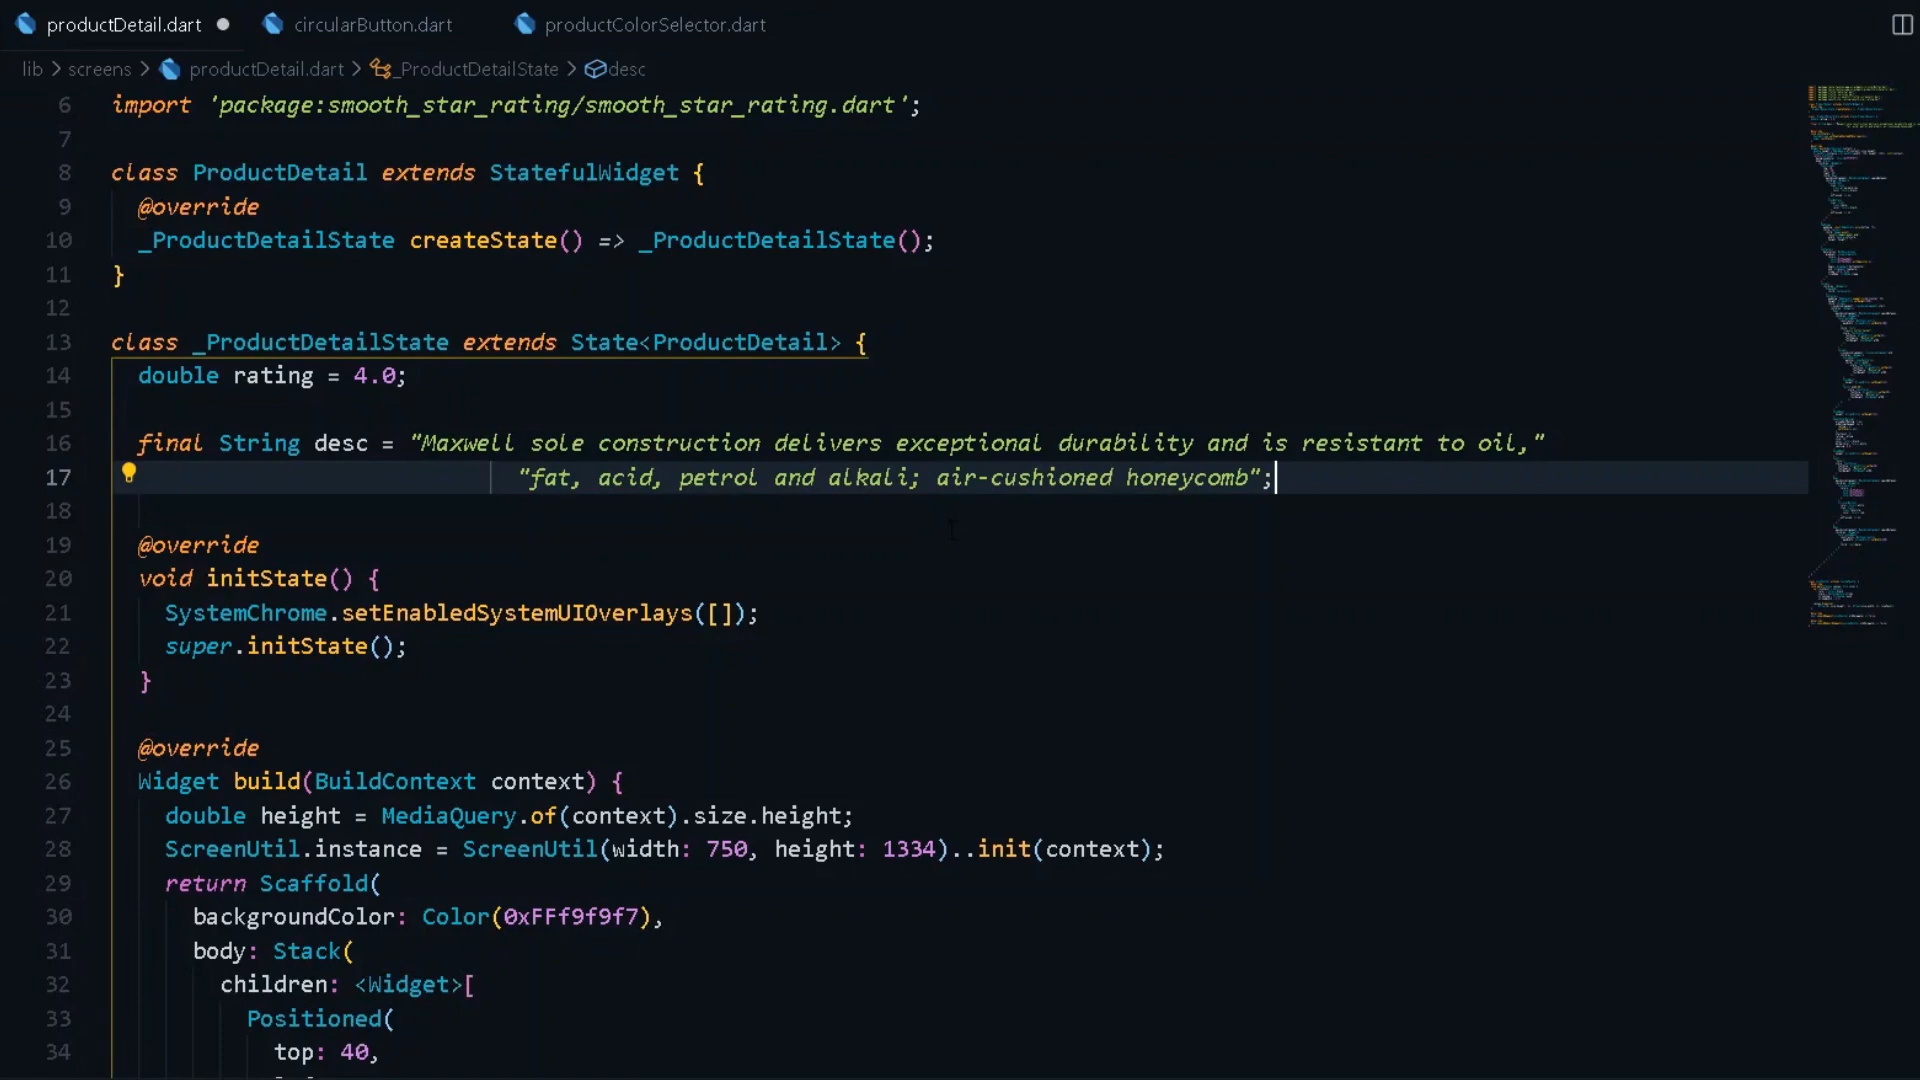 productDetail.dart
circularButton.dart
productColorSelector.dart
lib > screens > productDetail.dart > _ProductDetailState > desc
6 import 'package:smooth_star_rating/smooth_star_rating.dart';
7
8 class ProductDetail extends StatefulWidget {
9 @override
10 _ProductDetailState createState() => _ProductDetailState();
11 }
12
13 class _ProductDetailState extends State<ProductDetail> {
14 double rating = 4.0;
15
16 final String desc = "Maxwell sole construction delivers exceptional durability and is resistant to oil,"
17 "fat, acid, petrol and alkali; air-cushioned honeycomb";
18
19 @override
20 void initState() {
21 SystemChrome.setEnabledSystemUIOverlays([]);
22 super.initState();
23 }
24
25 @override
26 Widget build(BuildContext context) {
27 double height = MediaQuery.of(context).size.height;
28 ScreenUtil.instance = ScreenUtil(width: 750, height: 1334)..init(context);
29 return Scaffold(
30 backgroundColor: Color(0xFFf9f9f7),
31 body: Stack(
32 children: <Widget>[
33 Positioned(
34 top: 40,